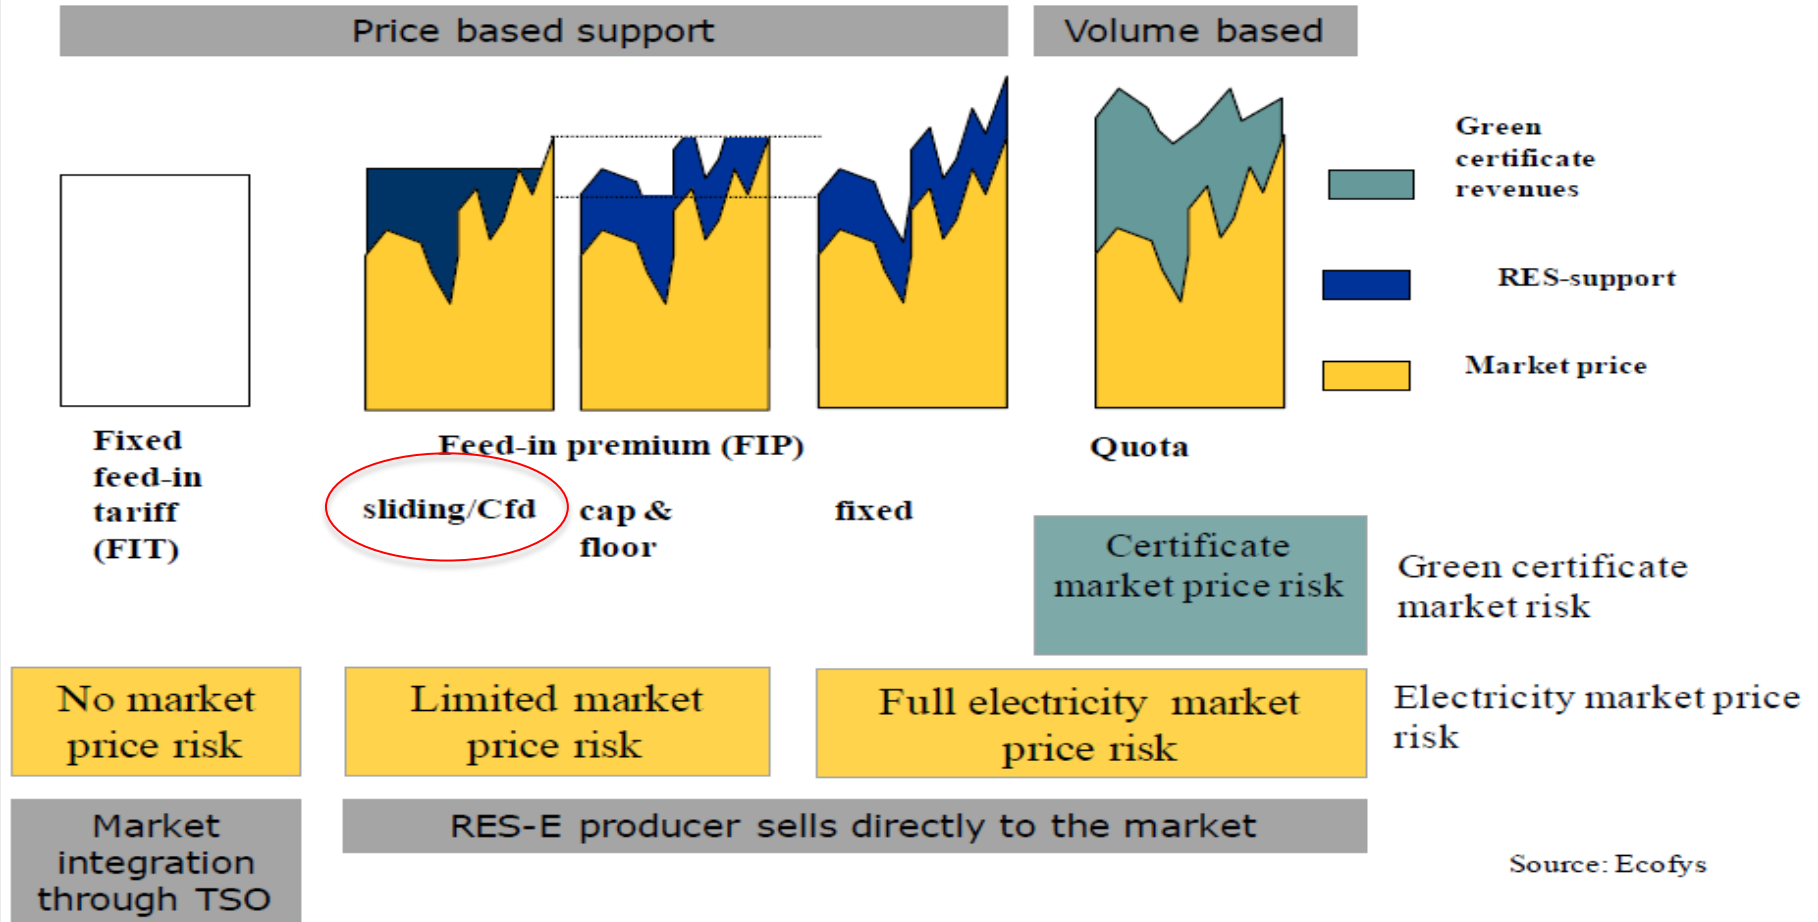 Price based support
Volume based
Green
certificate
revenues
RES-support
Market price
Fixed
feed-in
tariff
(FIT)
Feed-in premium (FIP)
sliding/Cfd
cap &
floor
fixed
Quota
Certificate
market price risk
Green certificate
market risk
No market
price risk
Limited market
price risk
Full electricity market
price risk
Electricity market price
risk
Market
integration
through TSO
RES-E producer sells directly to the market
Source: Ecofys